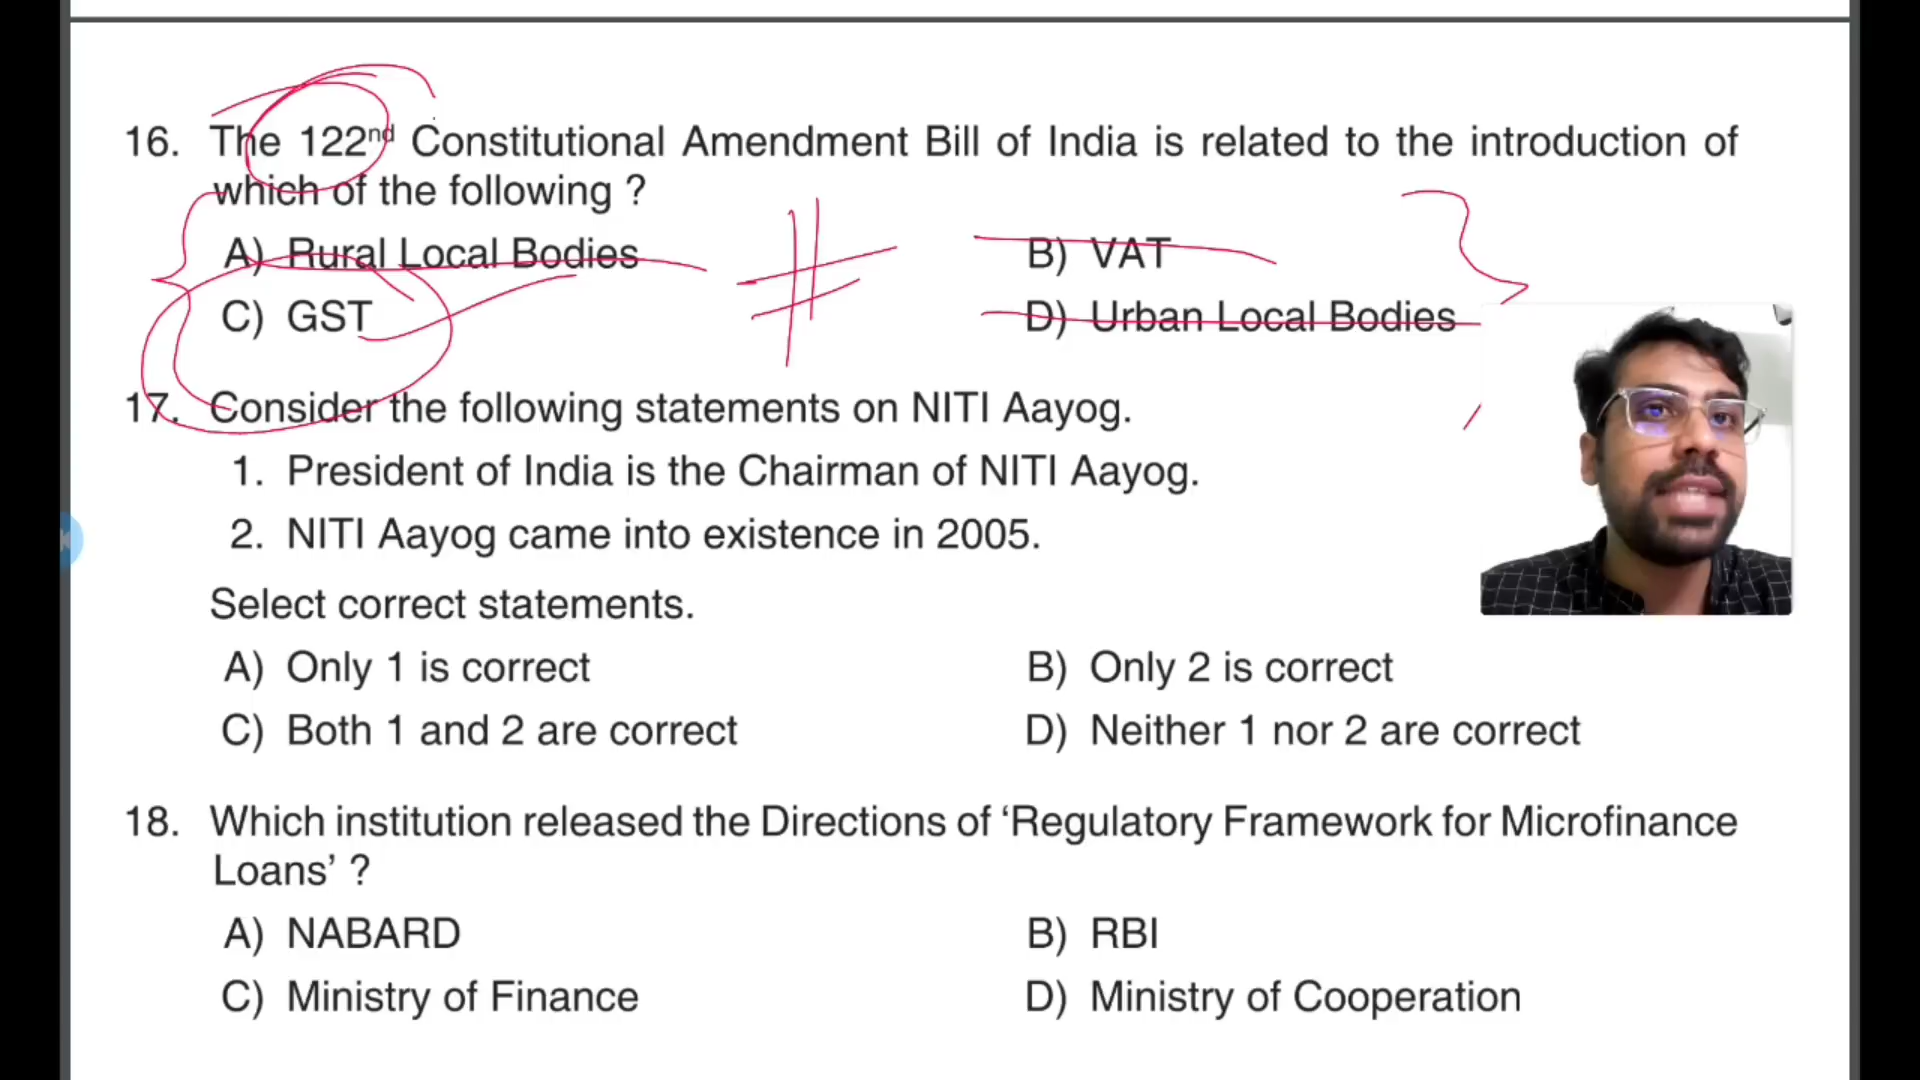 16. The 122nd Constitutional Amendment Bill of India is related to the introduction of
which of the following ?
A) Rural Local Bodies B) VAT
C) GST D) Urban Local Bodies
17. Consider the following statements on NITI Aayog.
1. President of India is the Chairman of NITI Aayog.
2. NITI Aayog came into existence in 2005.
Select correct statements.
A) Only 1 is correct B) Only 2 is correct
C) Both 1 and 2 are correct D) Neither 1 nor 2 are correct
18. Which institution released the Directions of ‘Regulatory Framework for Microfinance
Loans’ ?
A) NABARD B) RBI
C) Ministry of Finance D) Ministry of Cooperation